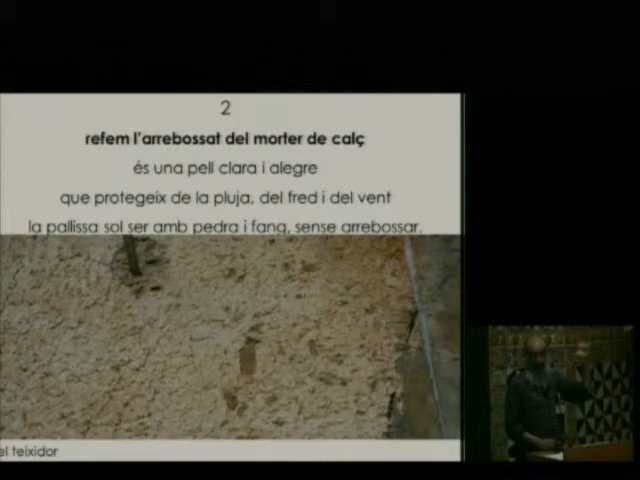 2
refem l'arrebossat del morter de calç
és una pell clara i alegre
que protegeix de la pluja, del fred i del vent
la pallissa sol ser amb pedra i fang, sense arrebossar.
el teixidor